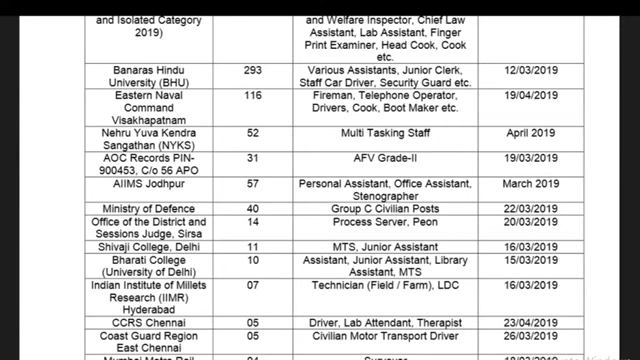 and Isolated Category
2019)
and Welfare Inspector, Chief Law
Assistant, Lab Assistant, Finger
Print Examiner, Head Cook, Cook
etc.
Banaras Hindu
University (BHU)
293
Various Assistants, Junior Clerk,
Staff Car Driver, Security Guard etc.
12/03/2019
Eastern Naval
Command
Visakhapatnam
116
Fireman, Telephone Operator,
Drivers, Cook, Boot Maker etc.
19/04/2019
Nehru Yuva Kendra
Sangathan (NYKS)
52
Multi Tasking Staff
April 2019
AOC Records PIN-
900453, C/o 56 APO
31
AFV Grade-II
19/03/2019
AIIMS Jodhpur
57
Personal Assistant, Office Assistant,
Stenographer
March 2019
Ministry of Defence
40
Group C Civilian Posts
22/03/2019
Office of the District and
Sessions Judge, Sirsa
14
Process Server, Peon
20/03/2019
Shivaji College, Delhi
11
MTS, Junior Assistant
16/03/2019
Bharati College
(University of Delhi)
10
Assistant, Junior Assistant, Library
Assistant, MTS
15/03/2019
Indian Institute of Millets
Research (IIMR)
Hyderabad
07
Technician (Field / Farm), LDC
16/03/2019
CCRS Chennai
05
Driver, Lab Attendant, Therapist
23/04/2019
Coast Guard Region
East Chennai
05
Civilian Motor Transport Driver
26/03/2019
Mumbai Metro Rail
04
Surveyor
18/03/2019